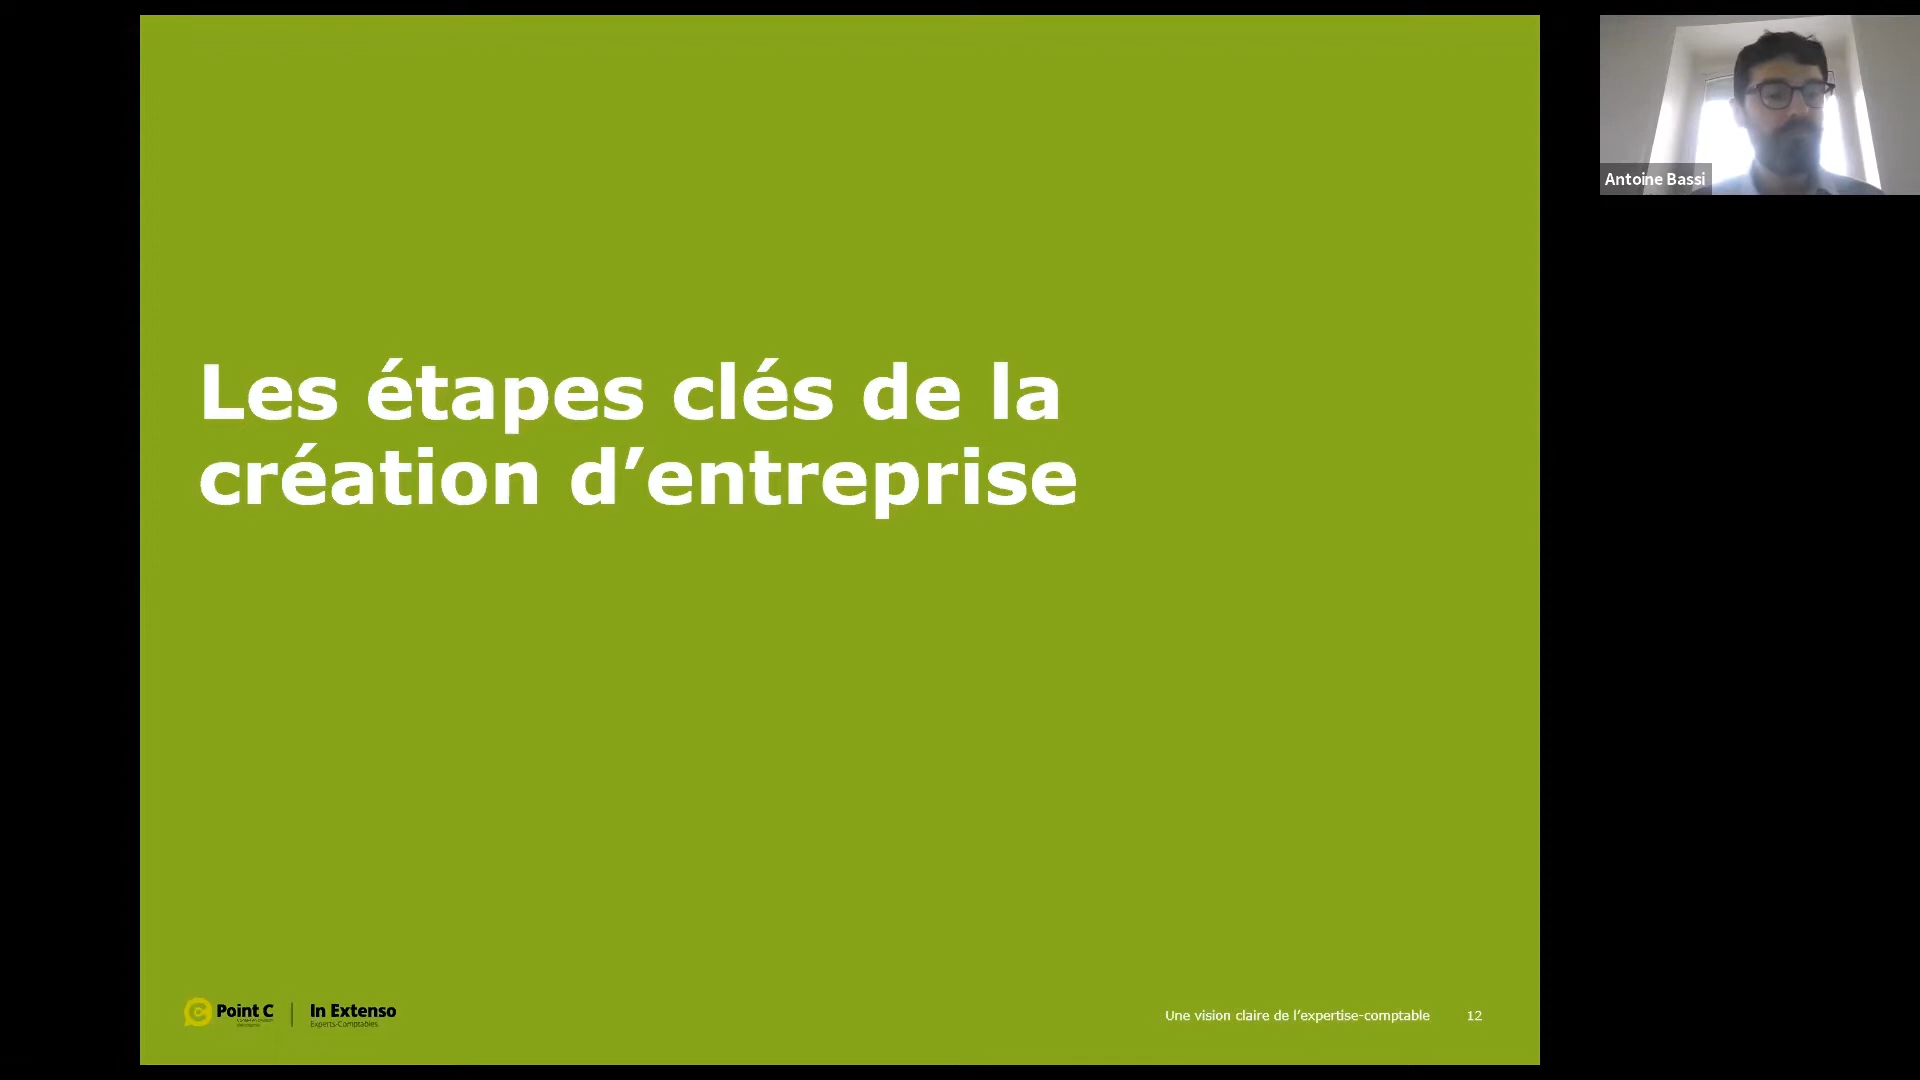 Antoine Bassi
Les étapes clés de la
création d’entreprise
Point C
In Extenso
Experts-Comptables
Une vision claire de l’expertise-comptable
12